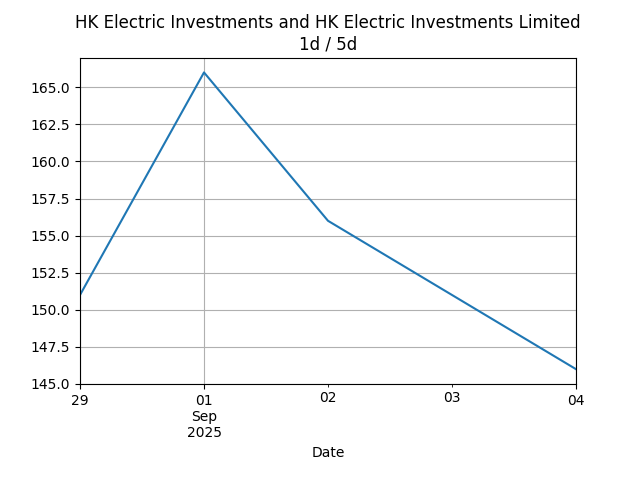 HK Electric Investments and HK Electric Investments Limited
1d / 5d
165.0
162.5
160.0
157.5
155.0
152.5
150.0
147.5
145.0
29 01 02 03 04
Sep
2025
Date